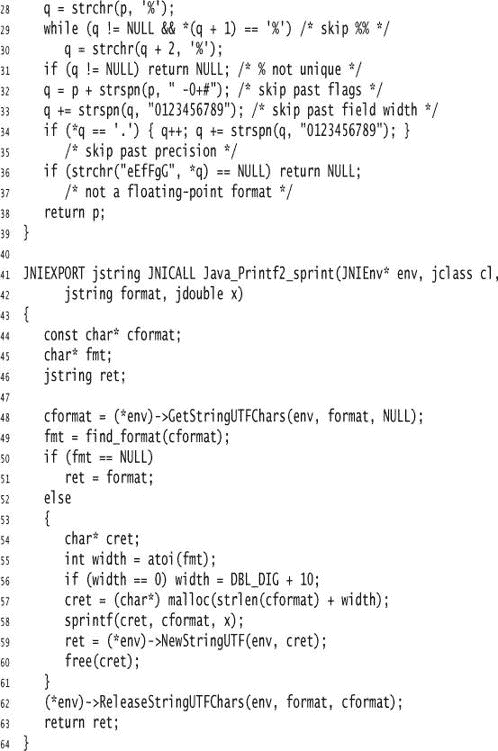 28 q = strchr(p, '%');
29 while (q != NULL && *(q + 1) == '%') /* skip %% */
30 q = strchr(q + 2, '%');
31 if (q != NULL) return NULL; /* % not unique */
32 q = p + strspn(p, " -0+#"); /* skip past flags */
33 q += strspn(q, "0123456789"); /* skip past field width */
34 if (*q == '.') { q++; q += strspn(q, "0123456789"); }
35 /* skip past precision */
36 if (strchr("eEfFgG", *q) == NULL) return NULL;
37 /* not a floating-point format */
38 return p;
39 }
40
41 JNIEXPORT jstring JNICALL Java_Printf2_sprint(JNIEnv* env, jclass cl,
42 jstring format, jdouble x)
43 {
44 const char* cformat;
45 char* fmt;
46 jstring ret;
47
48 cformat = (*env)->GetStringUTFChars(env, format, NULL);
49 fmt = find_format(cformat);
50 if (fmt == NULL)
51 ret = format;
52 else
53 {
54 char* cret;
55 int width = atoi(fmt);
56 if (width == 0) width = DBL_DIG + 10;
57 cret = (char*) malloc(strlen(cformat) + width);
58 sprintf(cret, cformat, x);
59 ret = (*env)->NewStringUTF(env, cret);
60 free(cret);
61 }
62 (*env)->ReleaseStringUTFChars(env, format, cformat);
63 return ret;
64 }